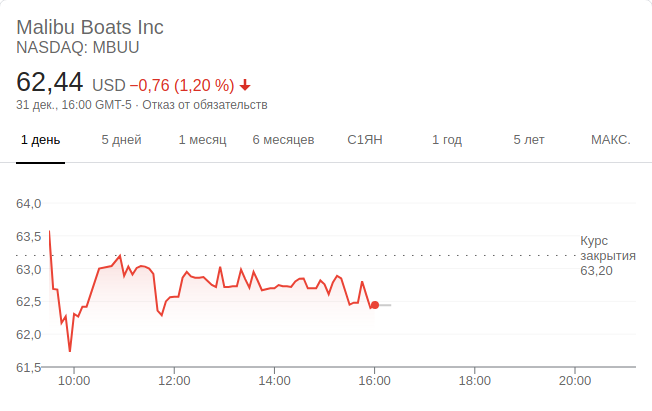 Malibu Boats Inc
NASDAQ: MBUU
62,44 USD −0,76 (1,20 %)
31 дек., 16:00 GMT-5 · Отказ от обязательств
1 день 5 дней 1 месяц 6 месяцев С1ЯН 1 год 5 лет МАКС.
64,0
63,5
63,0
62,5
62,0
61,5
Курс
закрытия
63,20
10:00 12:00 14:00 16:00 18:00 20:00